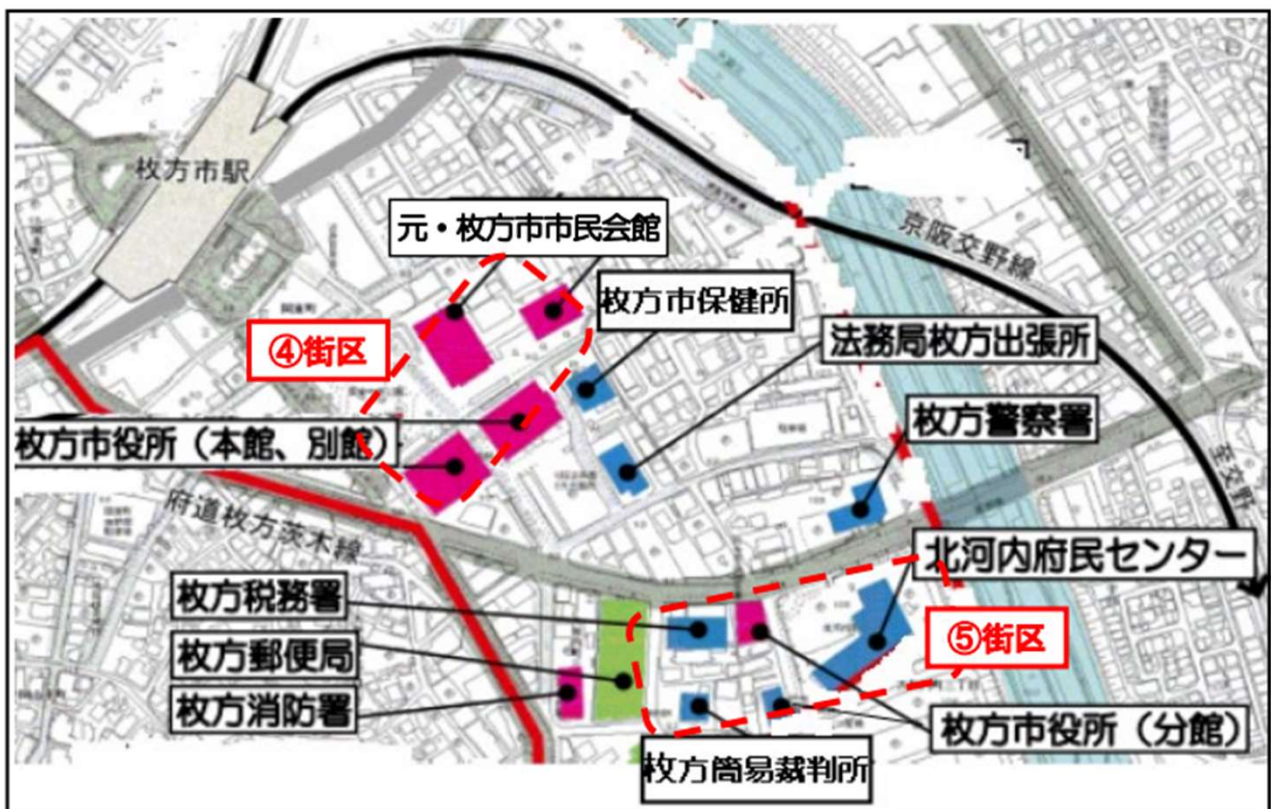 枚方市駅
元・枚方市市民会館
京阪交野線
枚方市保健所
④街区
法務局枚方出張所
枚方警察署
枚方市役所（本館、別館）
至交野
府道枚方茨木線
北河内府民センター
枚方税務署
⑤街区
枚方郵便局
枚方消防署
枚方市役所（分館）
枚方簡易裁判所